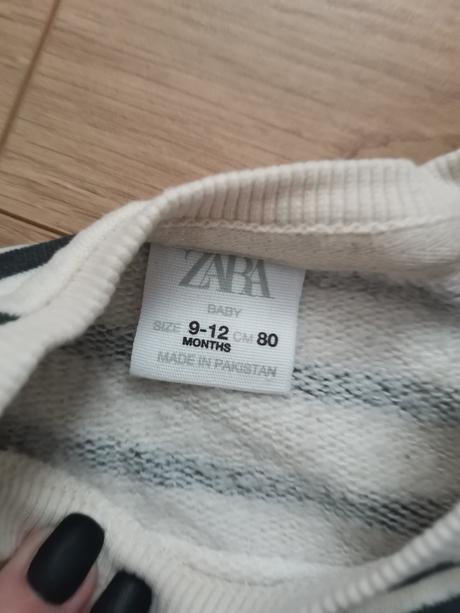 ZARA
BABY
SIZE 9-12 CM 80
MONTHS
MADE IN PAKISTAN